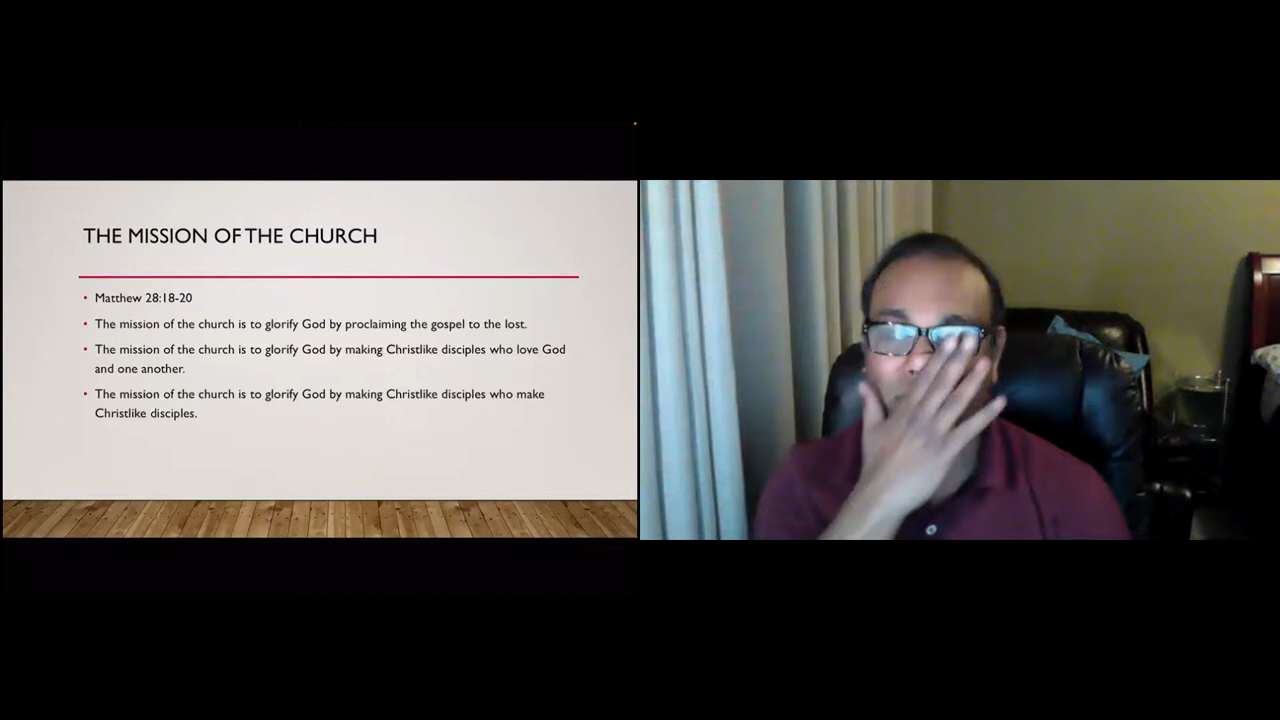 THE MISSION OF THE CHURCH
• Matthew 28:18-20
• The mission of the church is to glorify God by proclaiming the gospel to the lost.
• The mission of the church is to glorify God by making Christlike disciples who love God
and one another.
• The mission of the church is to glorify God by making Christlike disciples who make
Christlike disciples.